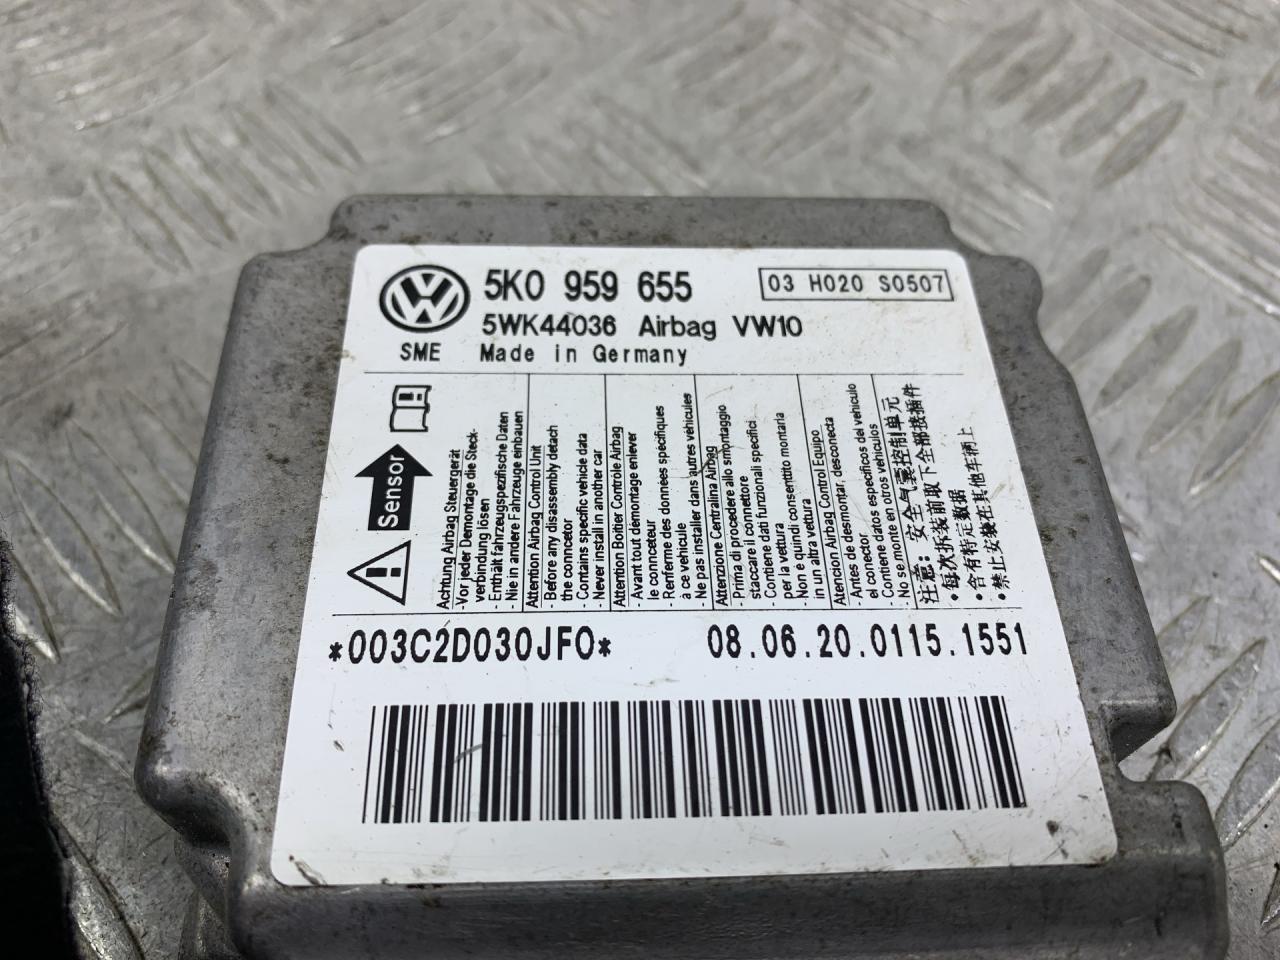 5K0 959 655
03 H020 S0507
5WK44036 Airbag VW10
SME Made in Germany
Sensor
Achtung Airbag Steuergerät
- Vor jeder Demontage die Steck-
verbindung lösen
- Enthält fahrzeugspezifische Daten
- Nie in andere Fahrzeuge einbauen
Attention Airbag Control Unit
- Before any disassembly detach
the connector
- Contains specific vehicle data
- Never install in another car
Attention Boîtier Contrôle Airbag
- Avant tout démontage enlever
le connceteur
- Renferme des données spécifiques
à ce véhicule
- Ne pas installer dans autres véhicules
Attenzione Centralina Airbag
- Prima di procedere allo smontaggio
staccare il connettore
- Contiene dati funzionali specifici
per la vettura
- Non è quindi consentito montarla
in un altra vettura
Atencion Airbag Control Equipo
- Antes de desmontar, desconecta
el conector
- Contiene datos específicos del vehículo
- No se monte en otros vehículos
注意: 安全气囊控制单元
• 每次拆装前取下全部接插件
• 含有特定数据
• 禁止安装在其他车辆上
*003C2D030JF0*
08.06.20.0115.1551